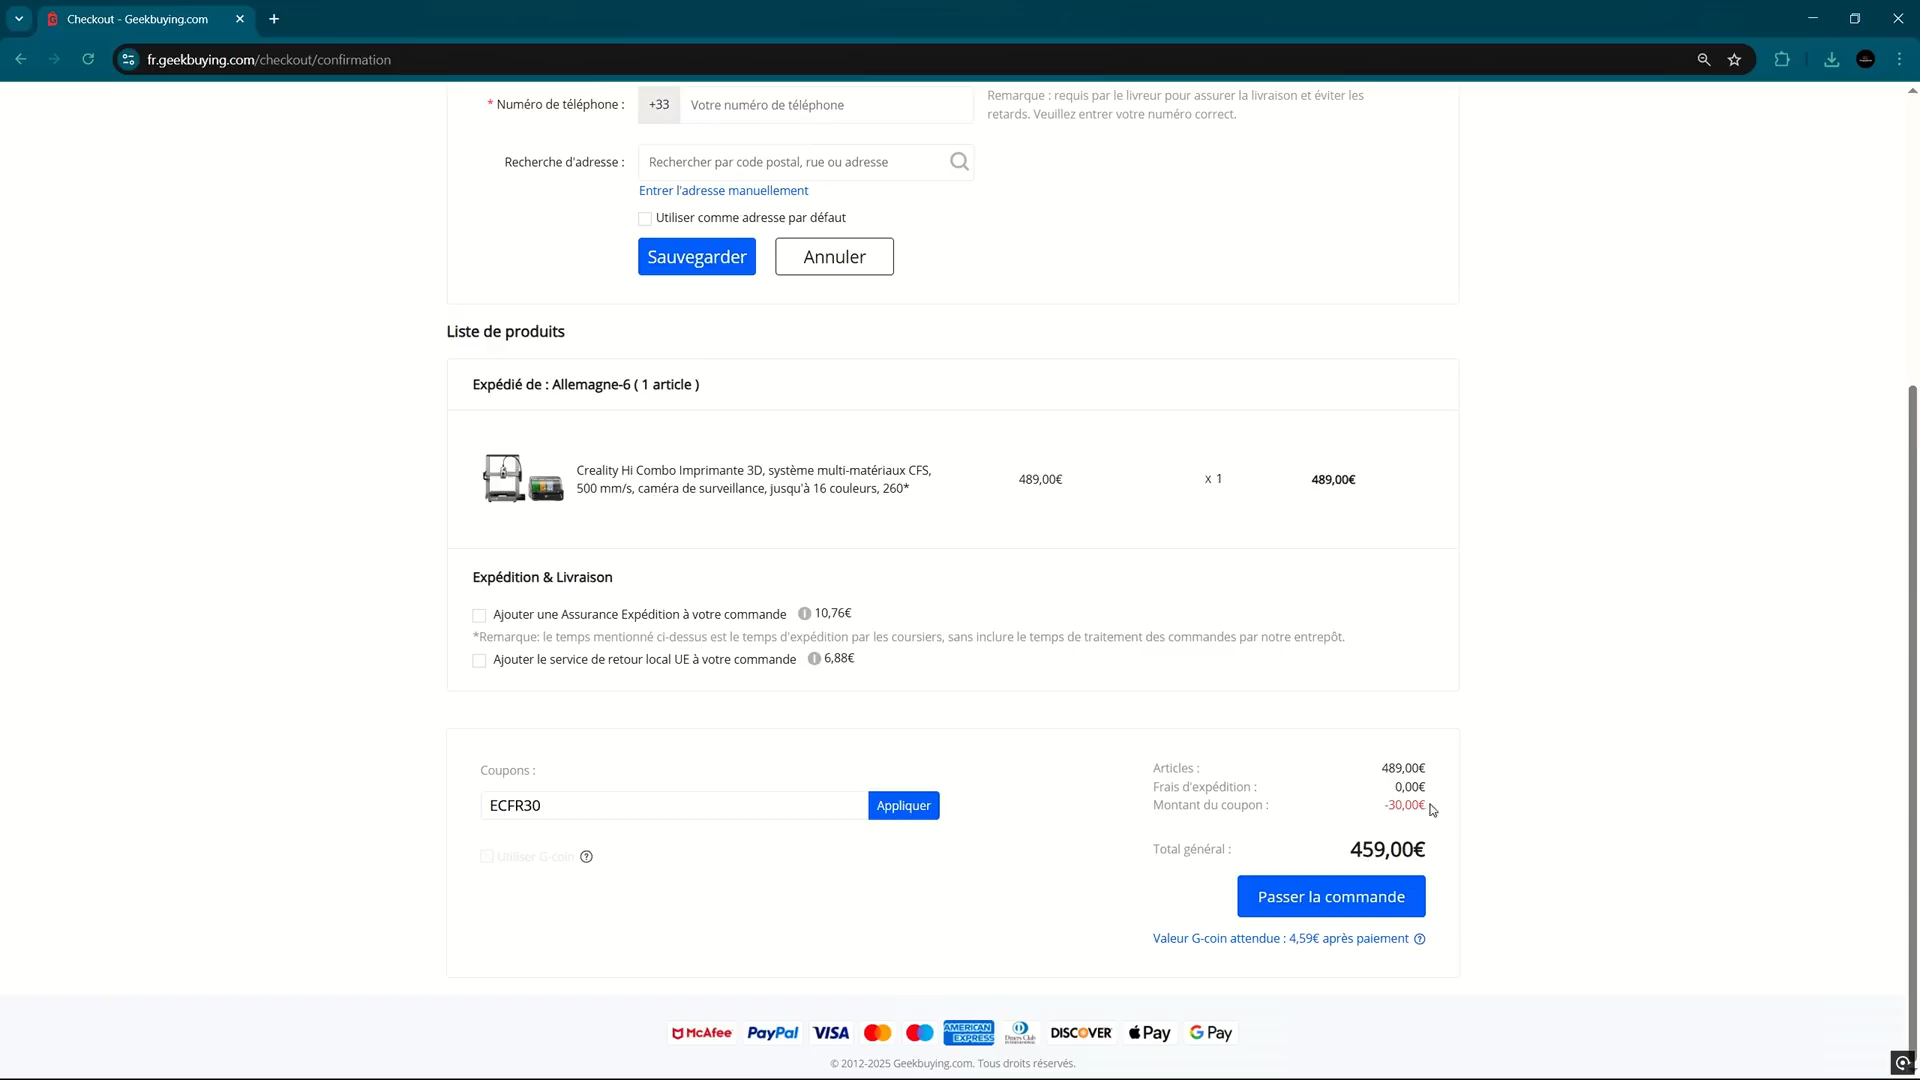 Checkout - Geekbuying.com
fr.geekbuying.com/checkout/confirmation
* Numéro de téléphone :
+33
Votre numéro de téléphone
Remarque : requis par le livreur pour assurer la livraison et éviter les
retards. Veuillez entrer votre numéro correct.
Recherche d'adresse :
Rechercher par code postal, rue ou adresse
Entrer l'adresse manuellement
Utiliser comme adresse par défaut
Sauvegarder
Annuler
Liste de produits
Expédié de : Allemagne-6 ( 1 article )
Creality Hi Combo Imprimante 3D, système multi-matériaux CFS,
500 mm/s, caméra de surveillance, jusqu'à 16 couleurs, 260*
489,00€
x 1
489,00€
Expédition & Livraison
Ajouter une Assurance Expédition à votre commande
10,76€
*Remarque: le temps mentionné ci-dessus est le temps d'expédition par les coursiers, sans inclure le temps de traitement des commandes par notre entrepôt.
Ajouter le service de retour local UE à votre commande
6,88€
Coupons :
ECFR30
Appliquer
Utiliser G-coin
Articles : 489,00€
Frais d'expédition : 0,00€
Montant du coupon : -30,00€
Total général : 459,00€
Passer la commande
Valeur G-coin attendue : 4,59€ après paiement
McAfee PayPal VISA AMERICAN EXPRESS Diners Club DISCOVER Pay G Pay
© 2012-2025 Geekbuying.com. Tous droits réservés.